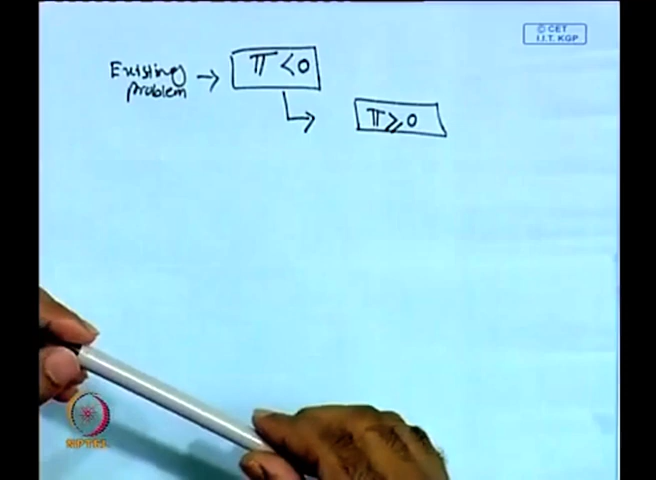 © CET
I.I.T. KGP
Existing problem → π < 0
π ≥ 0
NPTEL